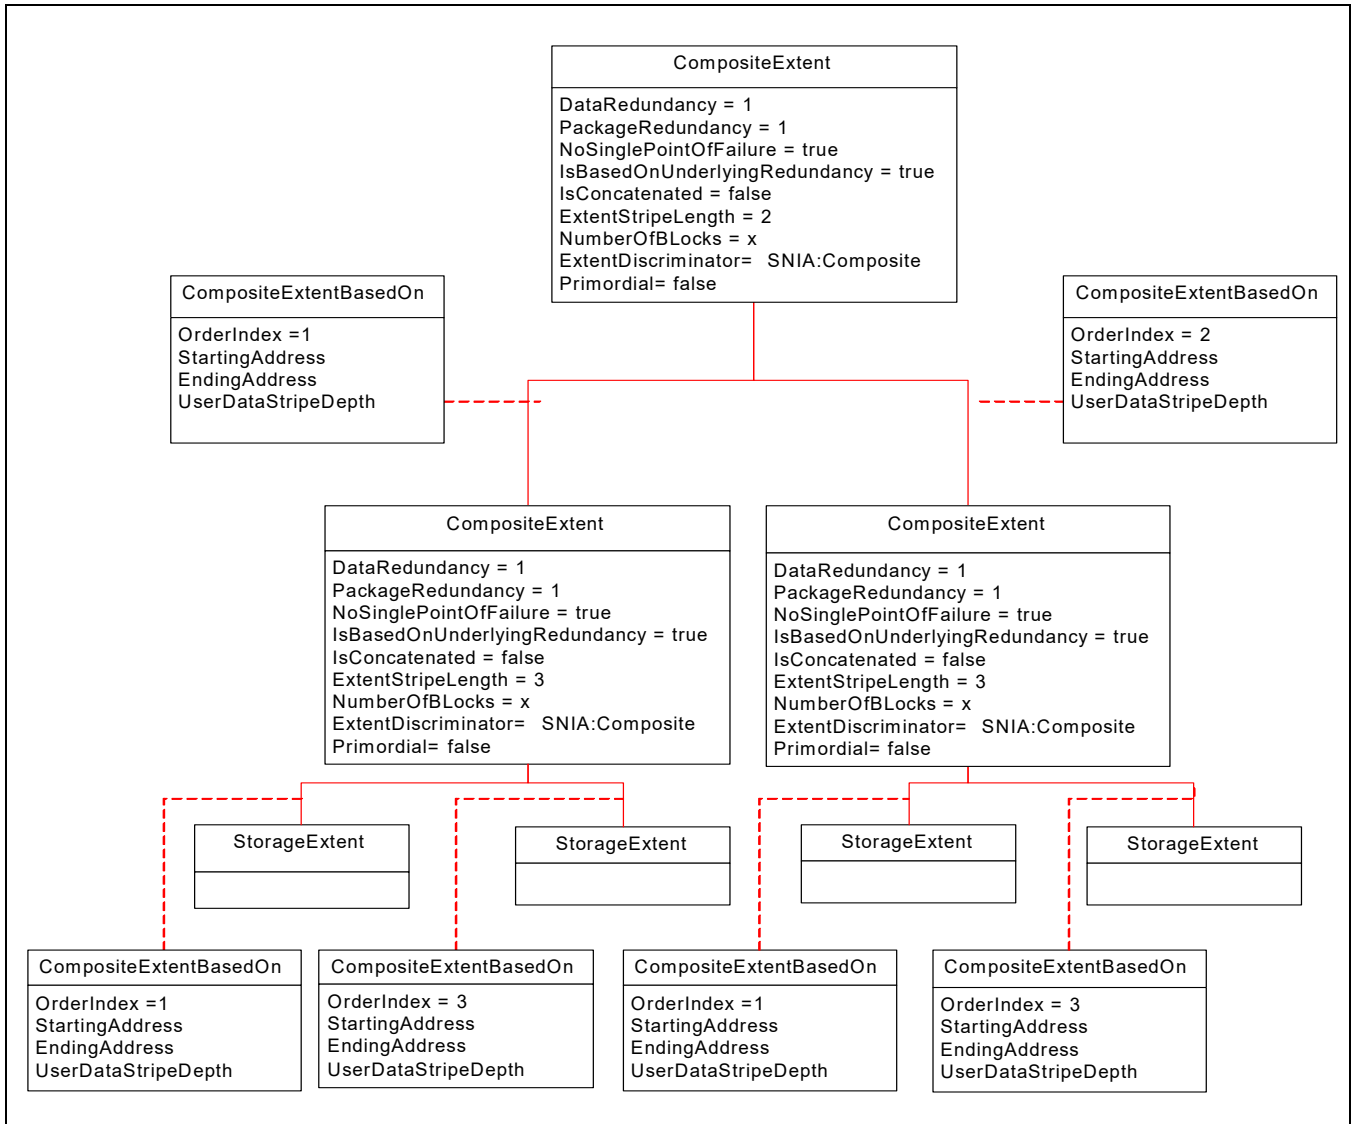 CompositeExtent
DataRedundancy = 1
PackageRedundancy = 1
NoSinglePointOfFailure = true
IsBasedOnUnderlyingRedundancy = true
IsConcatenated = false
ExtentStripeLength = 2
NumberOfBLocks = x
ExtentDiscriminator= SNIA:Composite
Primordial= false
CompositeExtentBasedOn
OrderIndex =1
StartingAddress
EndingAddress
UserDataStripeDepth
CompositeExtentBasedOn
OrderIndex = 2
StartingAddress
EndingAddress
UserDataStripeDepth
CompositeExtent
DataRedundancy = 1
PackageRedundancy = 1
NoSinglePointOfFailure = true
IsBasedOnUnderlyingRedundancy = true
IsConcatenated = false
ExtentStripeLength = 3
NumberOfBLocks = x
ExtentDiscriminator= SNIA:Composite
Primordial= false
CompositeExtent
DataRedundancy = 1
PackageRedundancy = 1
NoSinglePointOfFailure = true
IsBasedOnUnderlyingRedundancy = true
IsConcatenated = false
ExtentStripeLength = 3
NumberOfBLocks = x
ExtentDiscriminator= SNIA:Composite
Primordial= false
StorageExtent
StorageExtent
StorageExtent
StorageExtent
CompositeExtentBasedOn
OrderIndex =1
StartingAddress
EndingAddress
UserDataStripeDepth
CompositeExtentBasedOn
OrderIndex = 3
StartingAddress
EndingAddress
UserDataStripeDepth
CompositeExtentBasedOn
OrderIndex =1
StartingAddress
EndingAddress
UserDataStripeDepth
CompositeExtentBasedOn
OrderIndex = 3
StartingAddress
EndingAddress
UserDataStripeDepth